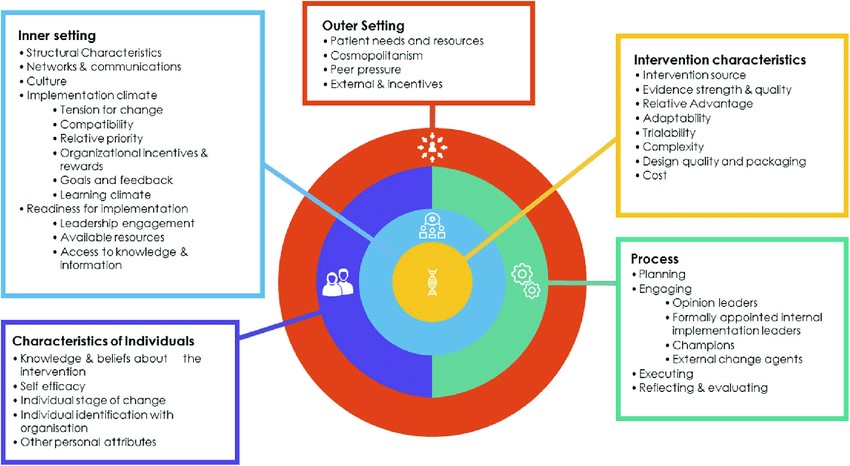 Inner setting
• Structural Characteristics
• Networks & communications
• Culture
• Implementation climate
• Tension for change
• Compatibility
• Relative priority
• Organizational incentives &
rewards
• Goals and feedback
• Learning climate
• Readiness for implementation
• Leadership engagement
• Available resources
• Access to knowledge &
information
Outer Setting
• Patient needs and resources
• Cosmopolitanism
• Peer pressure
• External & incentives
Intervention characteristics
• Intervention source
• Evidence strength & quality
• Relative Advantage
• Adaptability
• Trialability
• Complexity
• Design quality and packaging
• Cost
Characteristics of Individuals
• Knowledge & beliefs about the
intervention
• Self efficacy
• Individual stage of change
• Individual identification with
organisation
• Other personal attributes
Process
• Planning
• Engaging
• Opinion leaders
• Formally appointed internal
implementation leaders
• Champions
• External change agents
• Executing
• Reflecting & evaluating